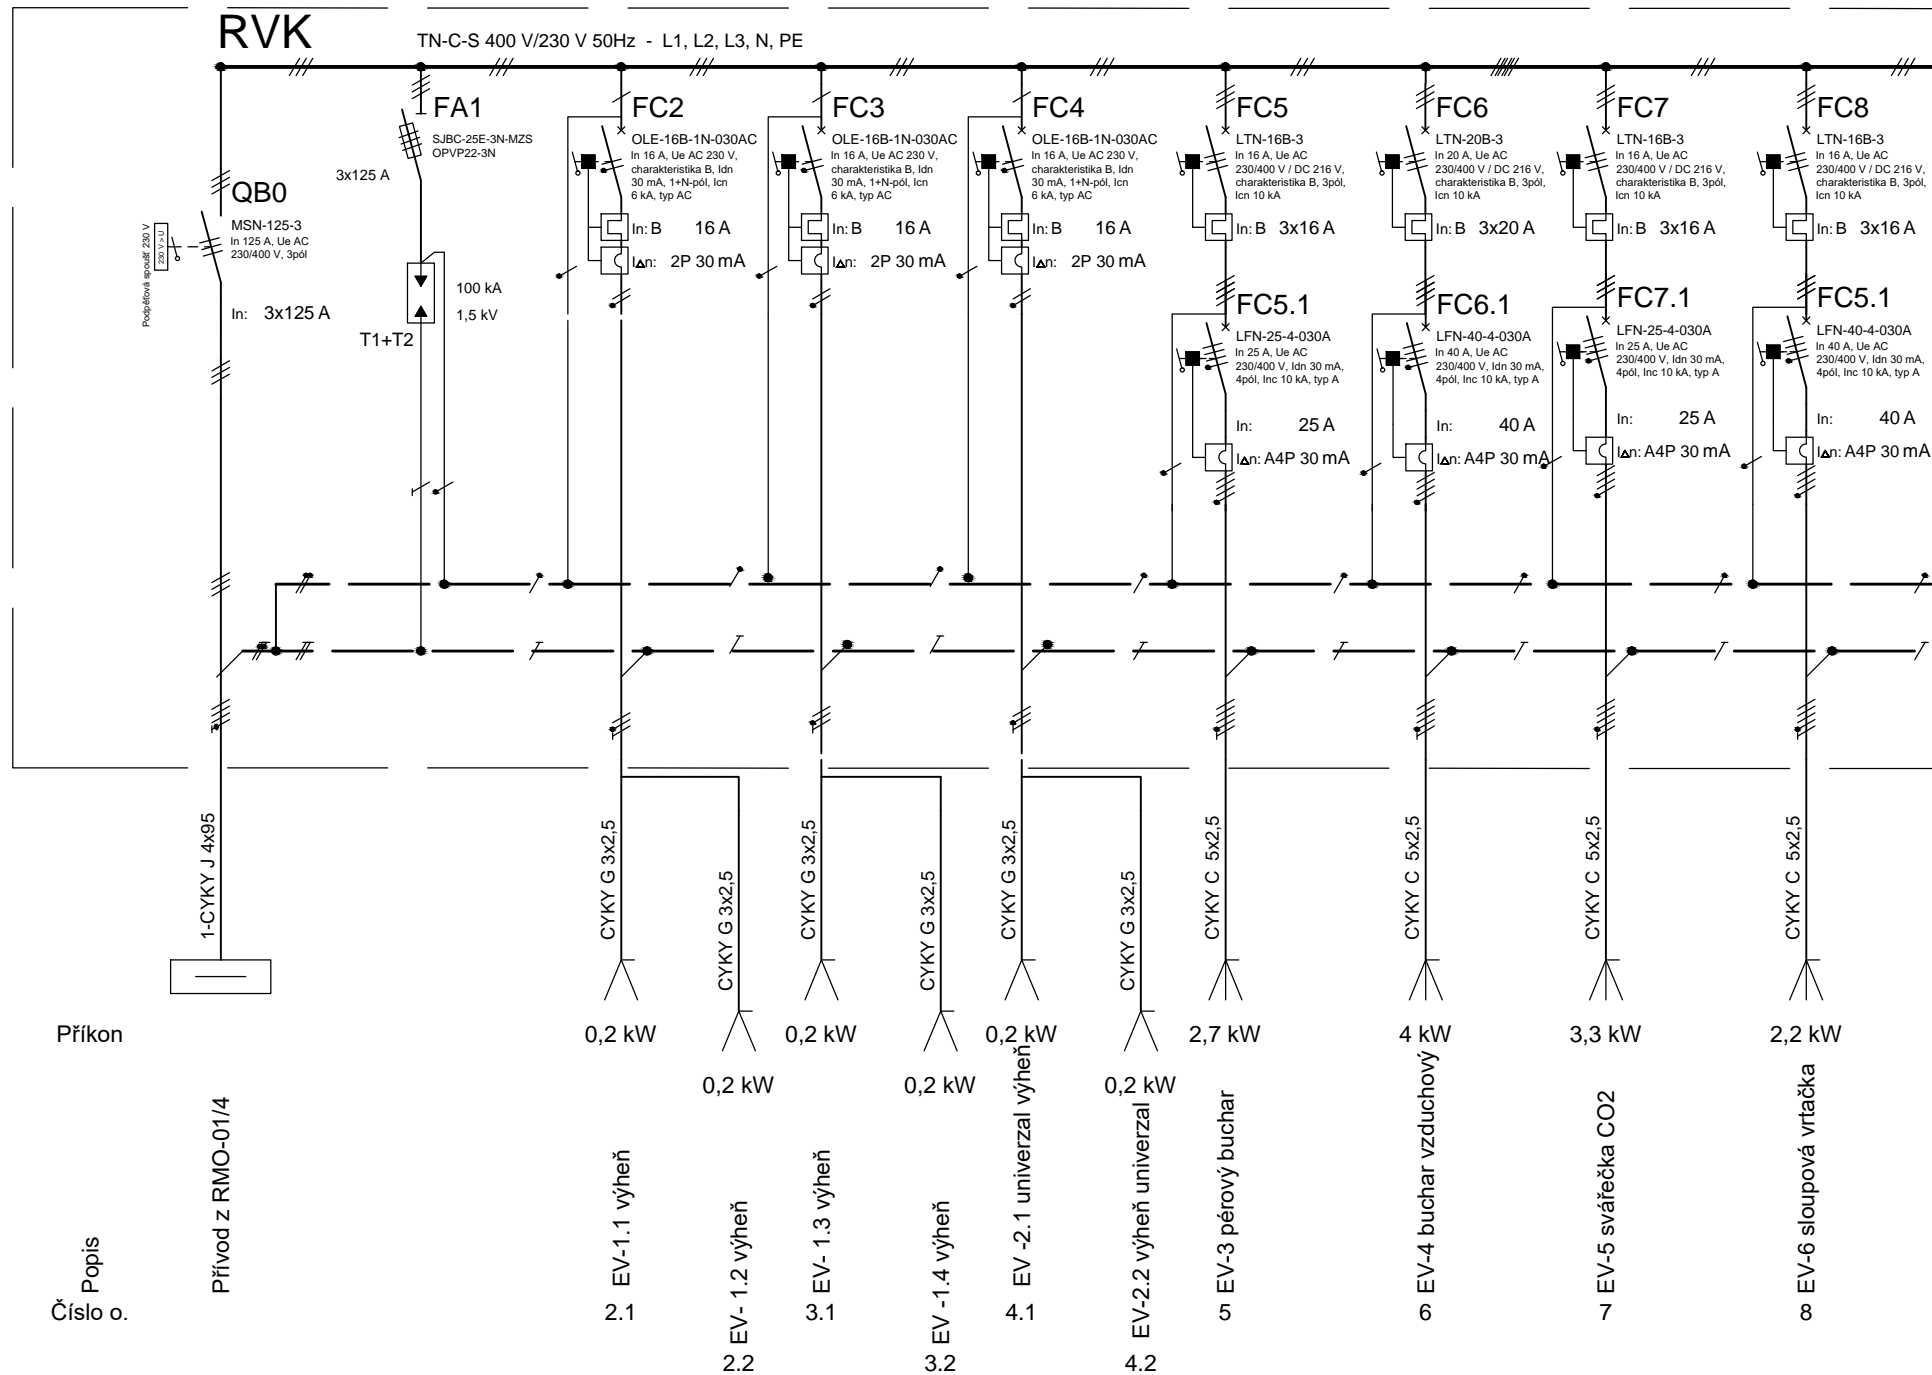 RVK
TN-C-S 400 V/230 V 50Hz - L1, L2, L3, N, PE
QB0
MSN-125-3
In 125 A, Ue AC
230/400 V, 3pól
In: 3x125 A
Podpěťová spoušť 230 V
230 V > U
FA1
SJBC-25E-3N-MZS
OPVP22-3N
3x125 A
100 kA
1,5 kV
T1+T2
FC2
OLE-16B-1N-030AC
In 16 A, Ue AC 230 V,
charakteristika B, Idn
30 mA, 1+N-pól, Icn
6 kA, typ AC
In: B 16 A
IΔn: 2P 30 mA
FC3
OLE-16B-1N-030AC
In 16 A, Ue AC 230 V,
charakteristika B, Idn
30 mA, 1+N-pól, Icn
6 kA, typ AC
In: B 16 A
IΔn: 2P 30 mA
FC4
OLE-16B-1N-030AC
In 16 A, Ue AC 230 V,
charakteristika B, Idn
30 mA, 1+N-pól, Icn
6 kA, typ AC
In: B 16 A
IΔn: 2P 30 mA
FC5
LTN-16B-3
In 16 A, Ue AC
230/400 V / DC 216 V,
charakteristika B, 3pól,
Icn 10 kA
In: B 3x16 A
FC5.1
LFN-25-4-030A
In 25 A, Ue AC
230/400 V, Idn 30 mA,
4pól, Inc 10 kA, typ A
In: 25 A
IΔn: A4P 30 mA
FC6
LTN-20B-3
In 20 A, Ue AC
230/400 V / DC 216 V,
charakteristika B, 3pól,
Icn 10 kA
In: B 3x20 A
FC6.1
LFN-40-4-030A
In 40 A, Ue AC
230/400 V, Idn 30 mA,
4pól, Inc 10 kA, typ A
In: 40 A
IΔn: A4P 30 mA
FC7
LTN-16B-3
In 16 A, Ue AC
230/400 V / DC 216 V,
charakteristika B, 3pól,
Icn 10 kA
In: B 3x16 A
FC7.1
LFN-25-4-030A
In 25 A, Ue AC
230/400 V, Idn 30 mA,
4pól, Inc 10 kA, typ A
In: 25 A
IΔn: A4P 30 mA
FC8
LTN-16B-3
In 16 A, Ue AC
230/400 V / DC 216 V,
charakteristika B, 3pól,
Icn 10 kA
In: B 3x16 A
FC5.1
LFN-40-4-030A
In 40 A, Ue AC
230/400 V, Idn 30 mA,
4pól, Inc 10 kA, typ A
In: 40 A
IΔn: A4P 30 mA
1-CYKY J 4x95
CYKY G 3x2,5
CYKY G 3x2,5
CYKY G 3x2,5
CYKY G 3x2,5
CYKY G 3x2,5
CYKY G 3x2,5
CYKY C 5x2,5
CYKY C 5x2,5
CYKY C 5x2,5
CYKY C 5x2,5
Příkon
0,2 kW
0,2 kW
0,2 kW
0,2 kW
0,2 kW
0,2 kW
2,7 kW
4 kW
3,3 kW
2,2 kW
Popis
Přívod z RMO-01/4
EV-1.1 výheň
EV- 1.2 výheň
EV- 1.3 výheň
EV -1.4 výheň
EV -2.1 univerzal výheň
EV-2.2 výheň univerzal
EV-3 pérový buchar
EV-4 buchar vzduchový
EV-5 svářečka CO2
EV-6 sloupová vrtačka
Číslo o.
2.1
2.2
3.1
3.2
4.1
4.2
5
6
7
8